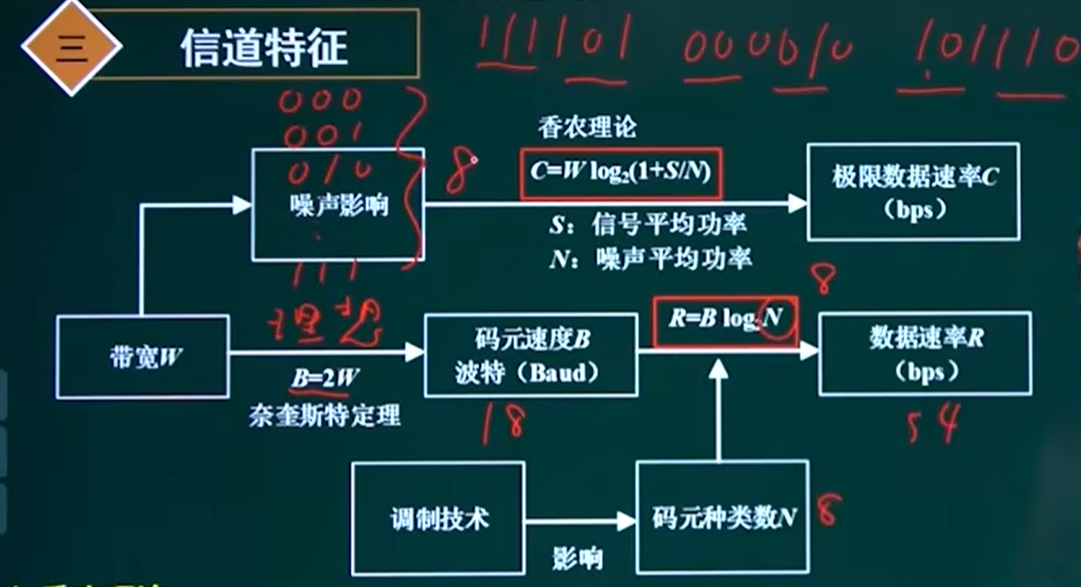 三 信道特征
111101 000010 101110
000
001
010
111
8
香农理论
C=W log₂(1+S/N)
S：信号平均功率
N：噪声平均功率
噪声影响
极限数据速率C
（bps）
理想
8
带宽W
B=2W
奈奎斯特定理
码元速度B
波特（Baud）
R=B log₂N
数据速率R
（bps）
18
54
调制技术
影响
码元种类数N
8